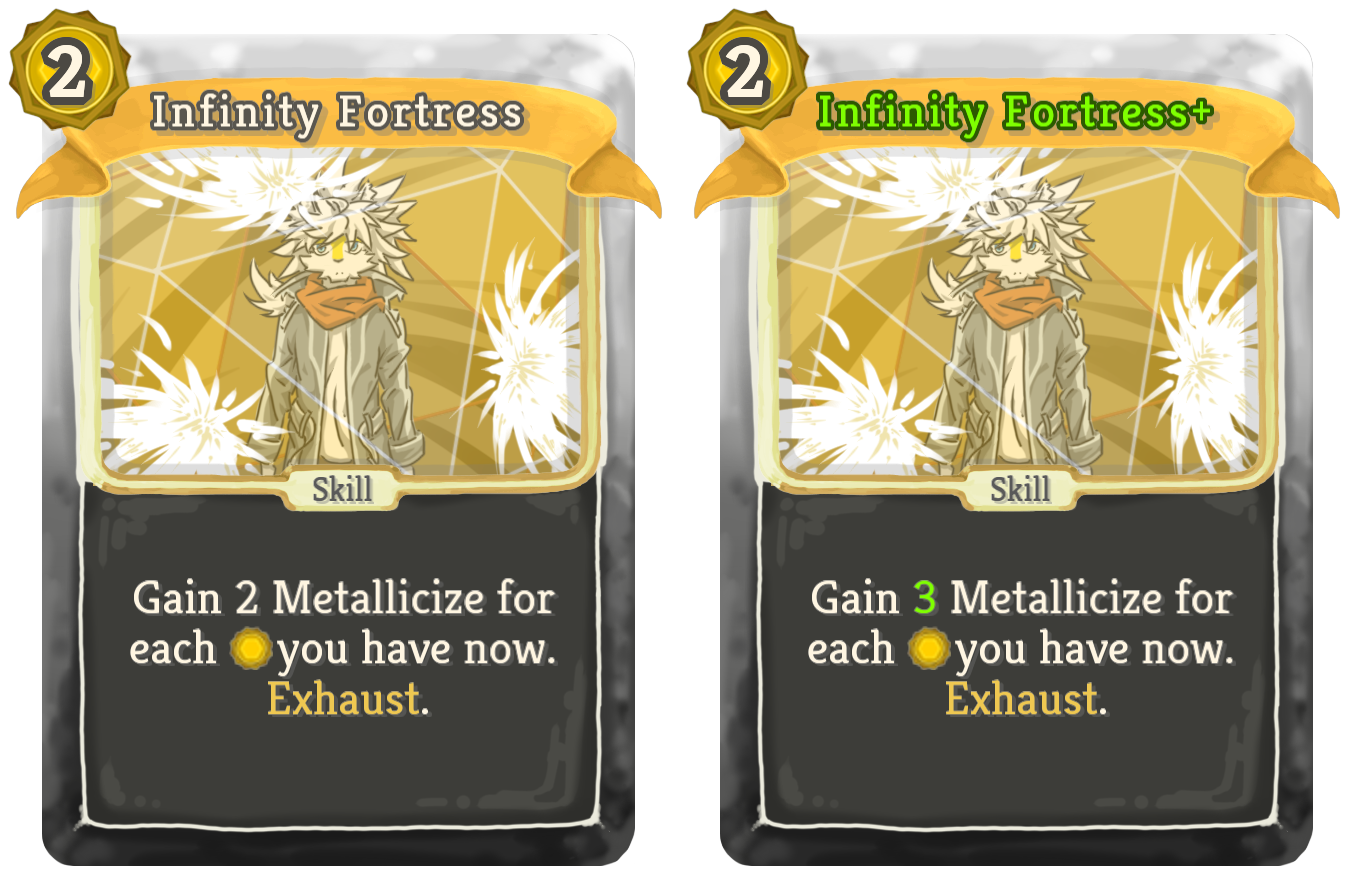 2
Infinity Fortress
Skill
Gain 2 Metallicize for
each you have now.
Exhaust.
2
Infinity Fortress+
Skill
Gain 3 Metallicize for
each you have now.
Exhaust.